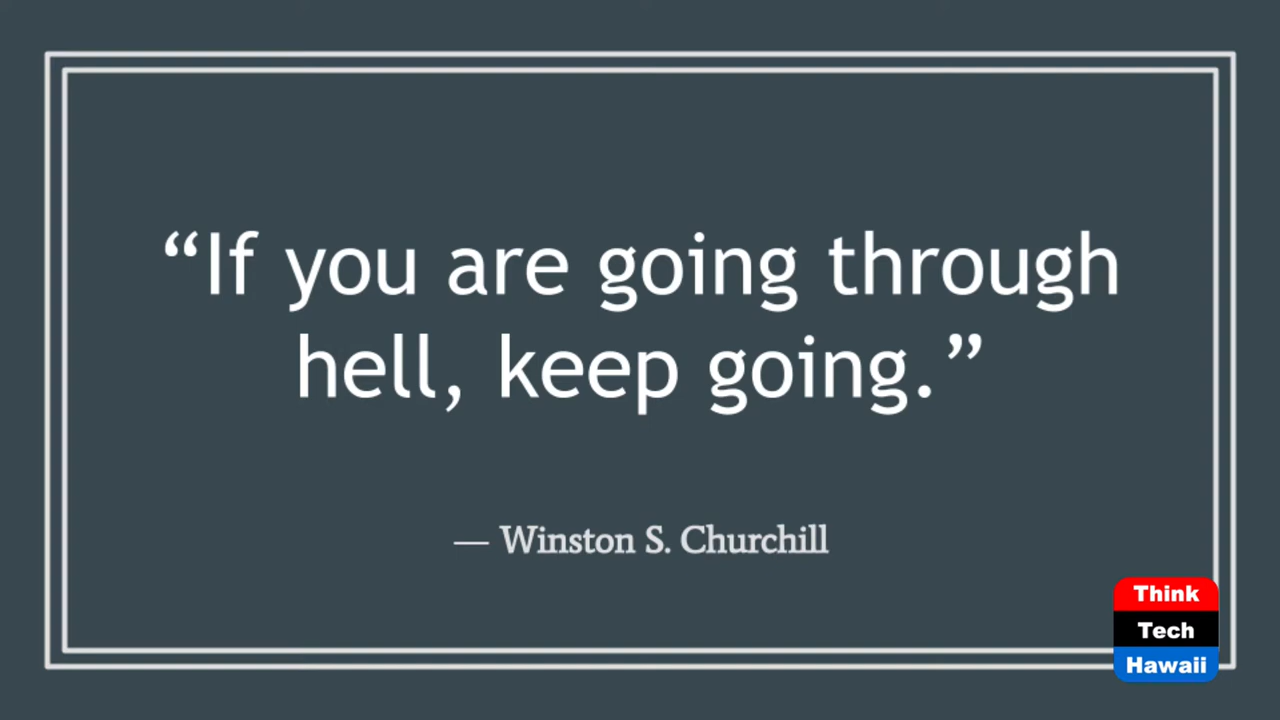 “If you are going through
hell, keep going.”
— Winston S. Churchill
Think
Tech
Hawaii